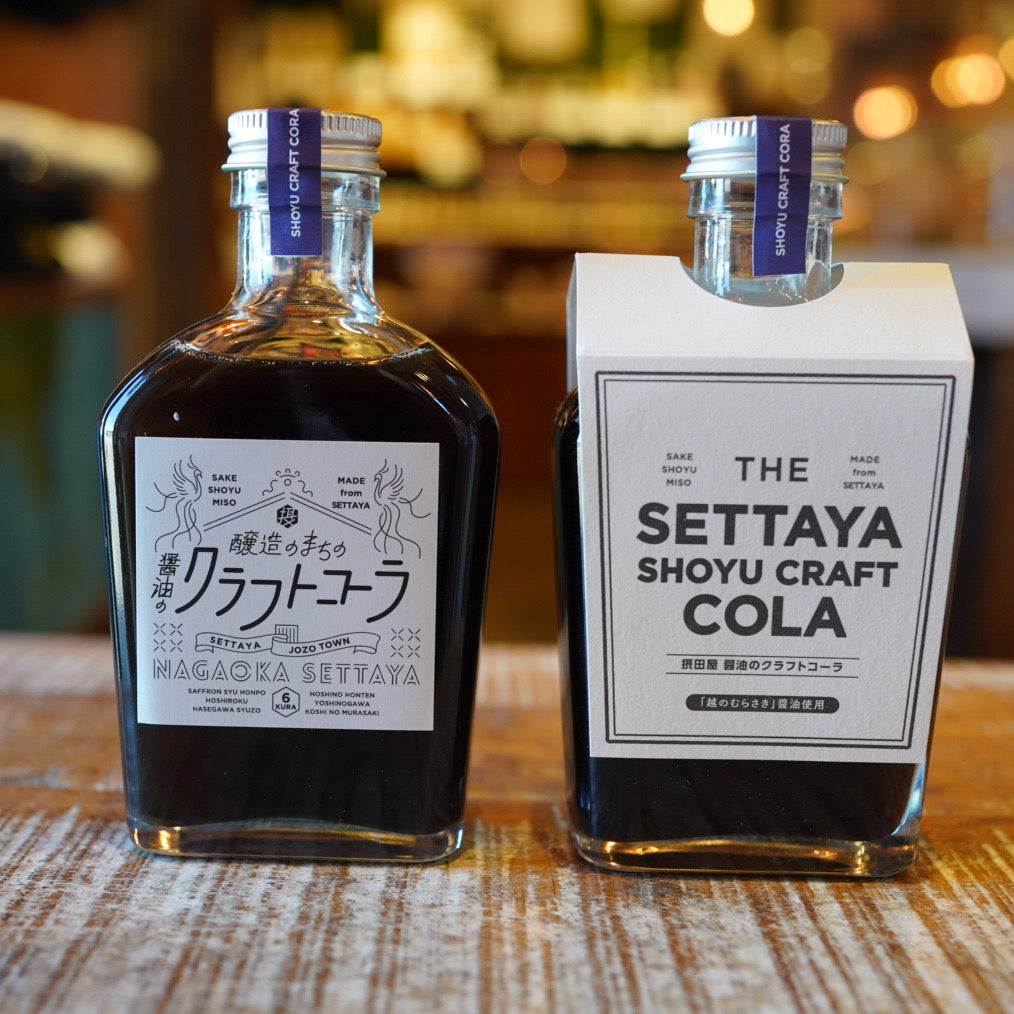 SHOYU CRAFT CORA
SAKE
SHOYU
MISO
MADE
from
SETTAYA
摂
醸造のまちの
醤油の
クラフトコーラ
SETTAYA JOZO TOWN
NAGAOKA SETTAYA
SAFFRON SYU HONPO
HOSHIROKU
HASEGAWA SYUZO
6
KURA
HOSHINO HONTEN
YOSHINOGAWA
KOSHI NO MURASAKI
SHOYU CRAFT CORA
SAKE
SHOYU
MISO
THE
MADE
from
SETTAYA
SETTAYA
SHOYU CRAFT
COLA
摂田屋 醤油のクラフトコーラ
「越のむらさき」醤油使用